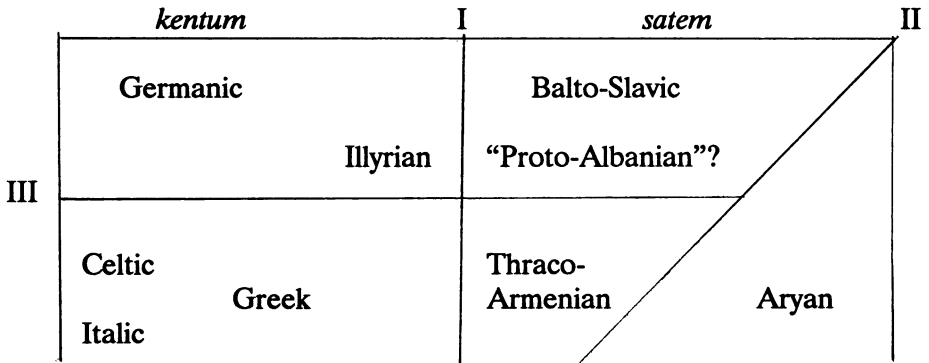 kentum I satem II
Germanic Balto-Slavic
Illyrian “Proto-Albanian”?
III
Celtic Thraco-
Greek Armenian Aryan
Italic